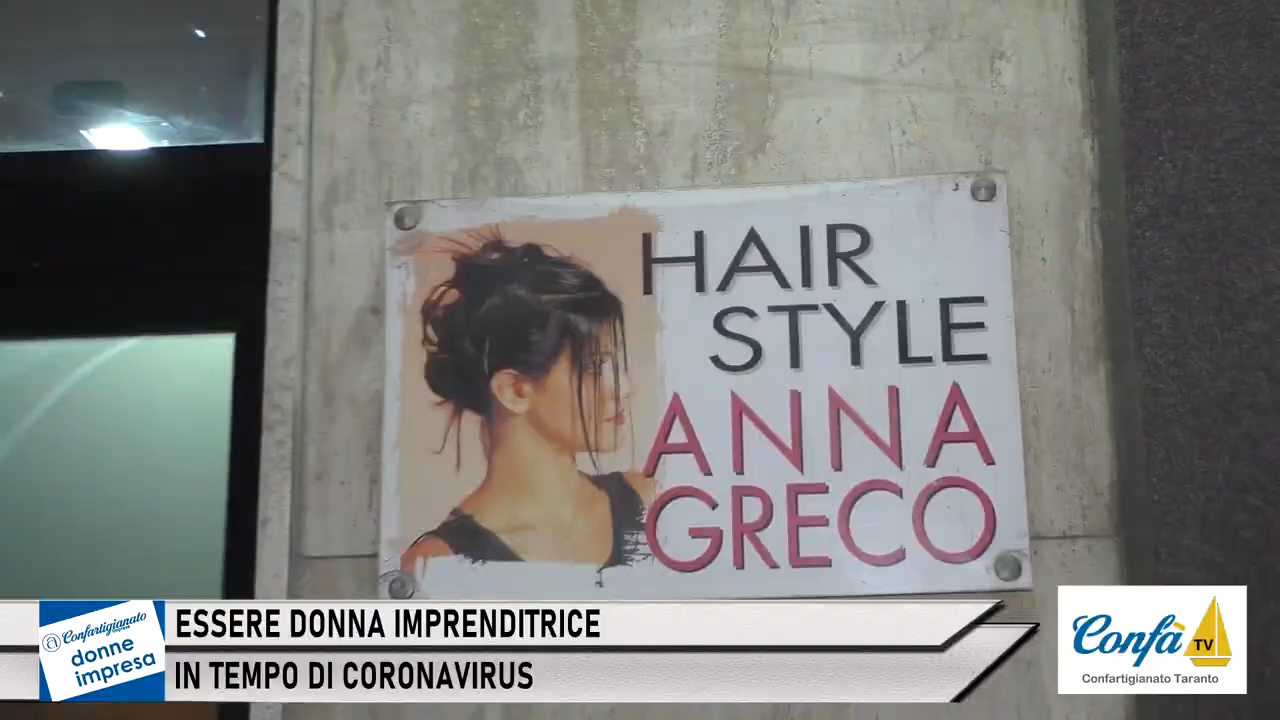 HAIR
STYLE
ANNA
GRECO
ESSERE DONNA IMPRENDITRICE
IN TEMPO DI CORONAVIRUS
Confartigianato
donne
impresa
Confà TV
Confartigianato Taranto